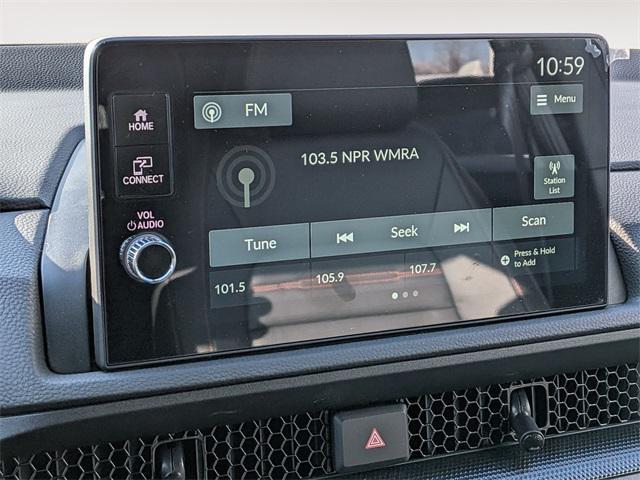 10:59
FM
Menu
HOME
103.5 NPR WMRA
CONNECT
Station
List
VOL
AUDIO
Tune
Seek
Scan
Press & Hold
to Add
101.5
105.9
107.7